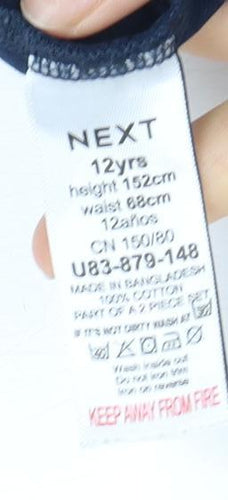 NEXT
12yrs
height 152cm
waist 68cm
12años
CN 150/80
U83-879-148
MADE IN BANGLADESH
100% COTTON
PART OF A 2 PIECE SET
IF IT'S NOT DIRTY WASH AT
Wash inside out
Do not iron trim
Iron on reverse
KEEP AWAY FROM FIRE